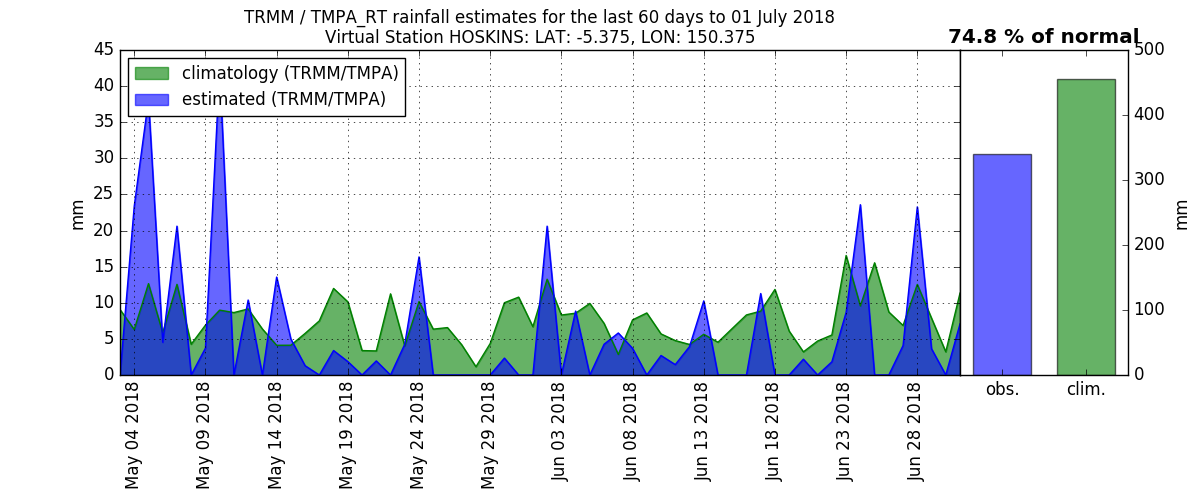 TRMM / TMPA_RT rainfall estimates for the last 60 days to 01 July 2018
Virtual Station HOSKINS: LAT: -5.375, LON: 150.375
74.8 % of normal
climatology (TRMM/TMPA)
estimated (TRMM/TMPA)
45
40
35
30
25
20
15
10
5
0
mm
May 04 2018
May 09 2018
May 14 2018
May 19 2018
May 24 2018
May 29 2018
Jun 03 2018
Jun 08 2018
Jun 13 2018
Jun 18 2018
Jun 23 2018
Jun 28 2018
obs.
clim.
500
400
300
200
100
0
mm